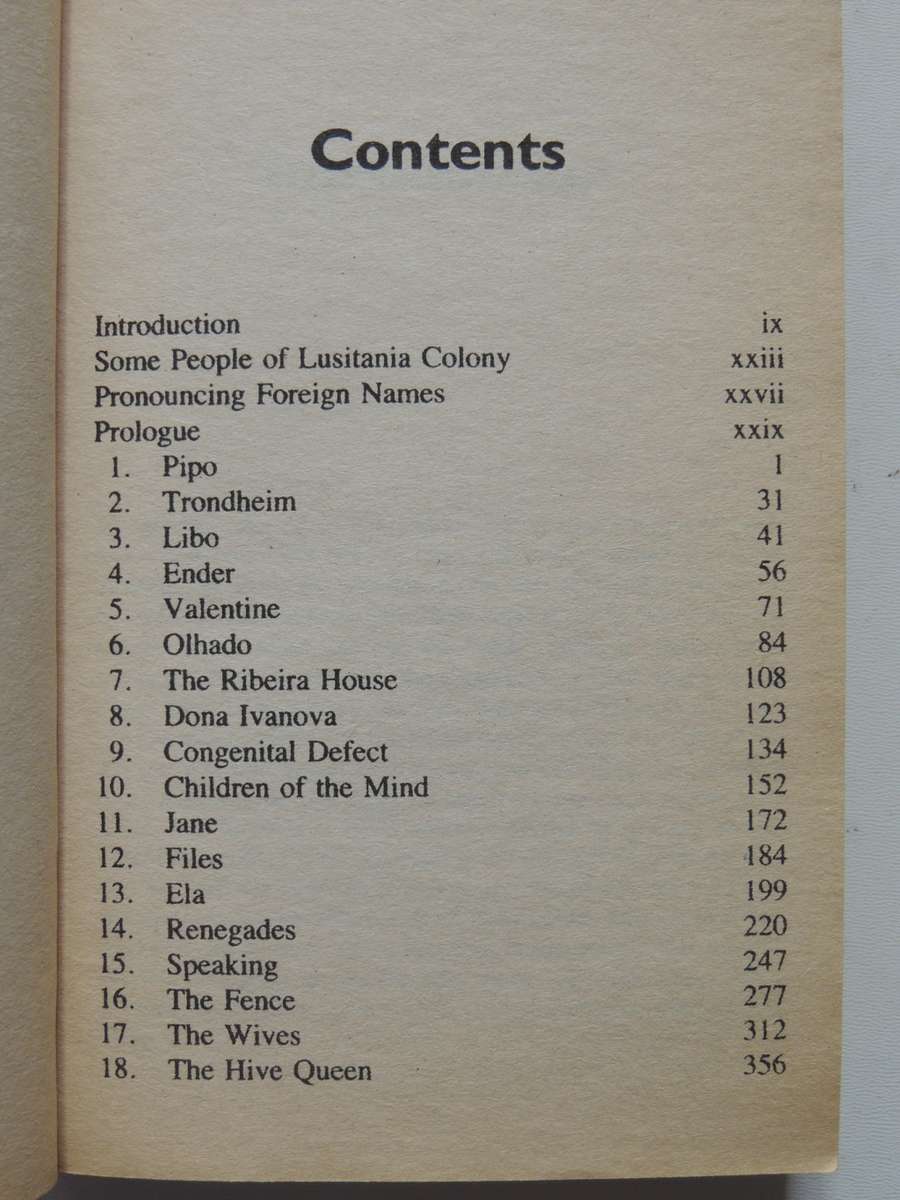 Contents
Introduction ix
Some People of Lusitania Colony xxiii
Pronouncing Foreign Names xxvii
Prologue xxix
1. Pipo 1
2. Trondheim 31
3. Libo 41
4. Ender 56
5. Valentine 71
6. Olhado 84
7. The Ribeira House 108
8. Dona Ivanova 123
9. Congenital Defect 134
10. Children of the Mind 152
11. Jane 172
12. Files 184
13. Ela 199
14. Renegades 220
15. Speaking 247
16. The Fence 277
17. The Wives 312
18. The Hive Queen 356